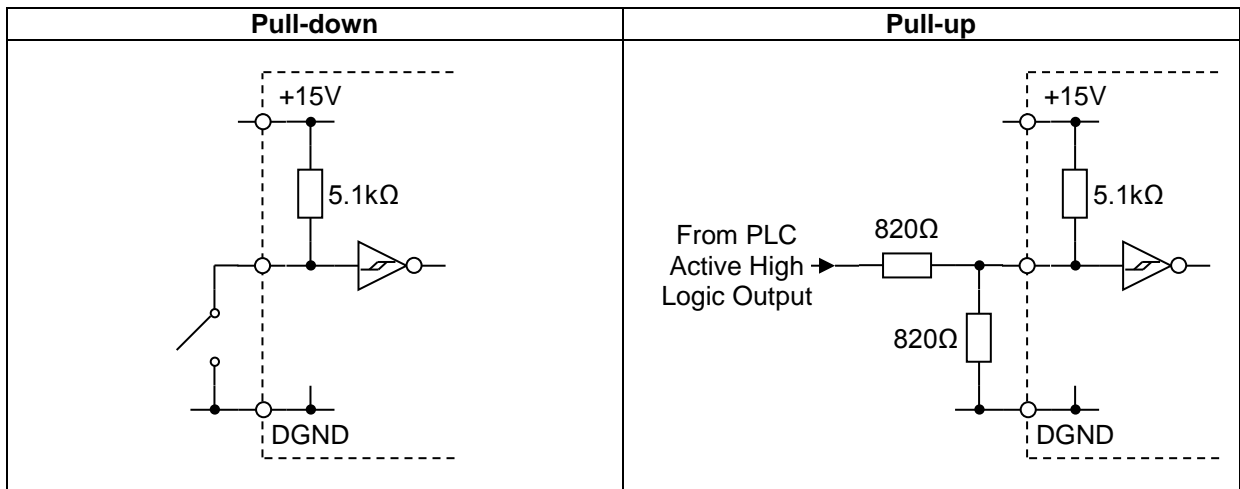 Pull-down
Pull-up
+15V
5.1kΩ
DGND
+15V
5.1kΩ
820Ω
From PLC
Active High
Logic Output
820Ω
DGND